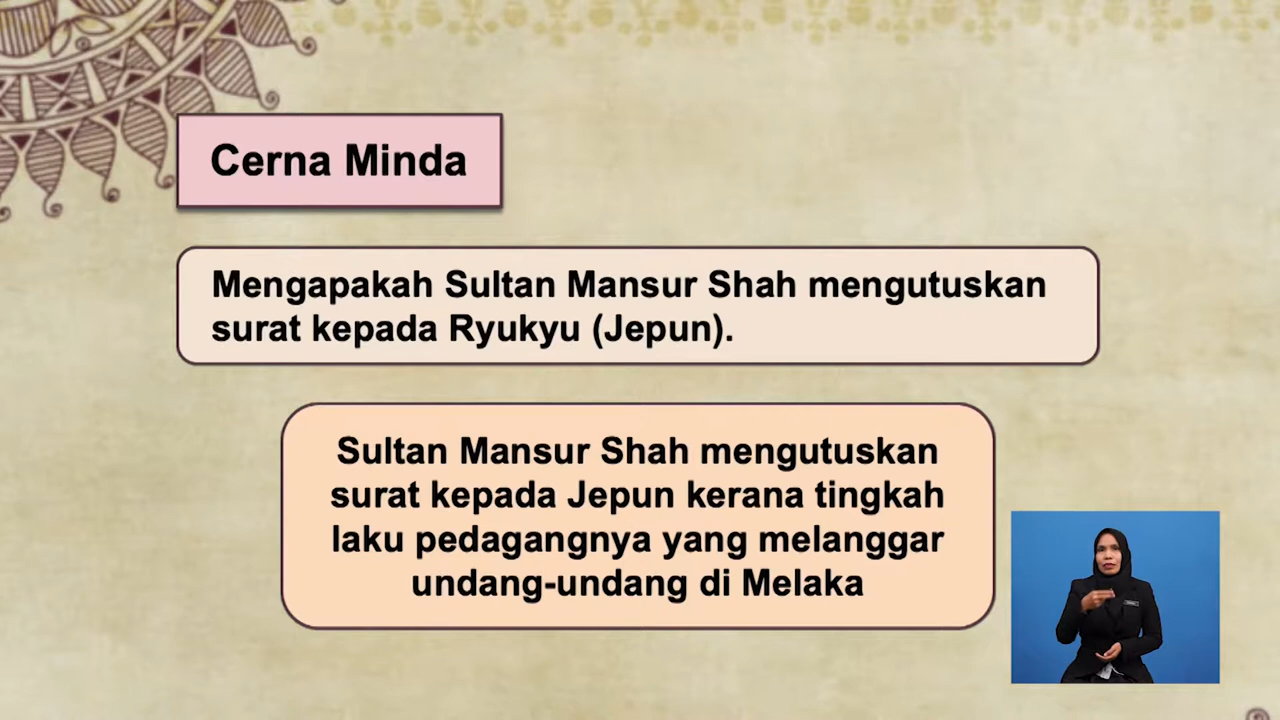 Cerna Minda
Mengapakah Sultan Mansur Shah mengutuskan
surat kepada Ryukyu (Jepun).
Sultan Mansur Shah mengutuskan
surat kepada Jepun kerana tingkah
laku pedagangnya yang melanggar
undang-undang di Melaka